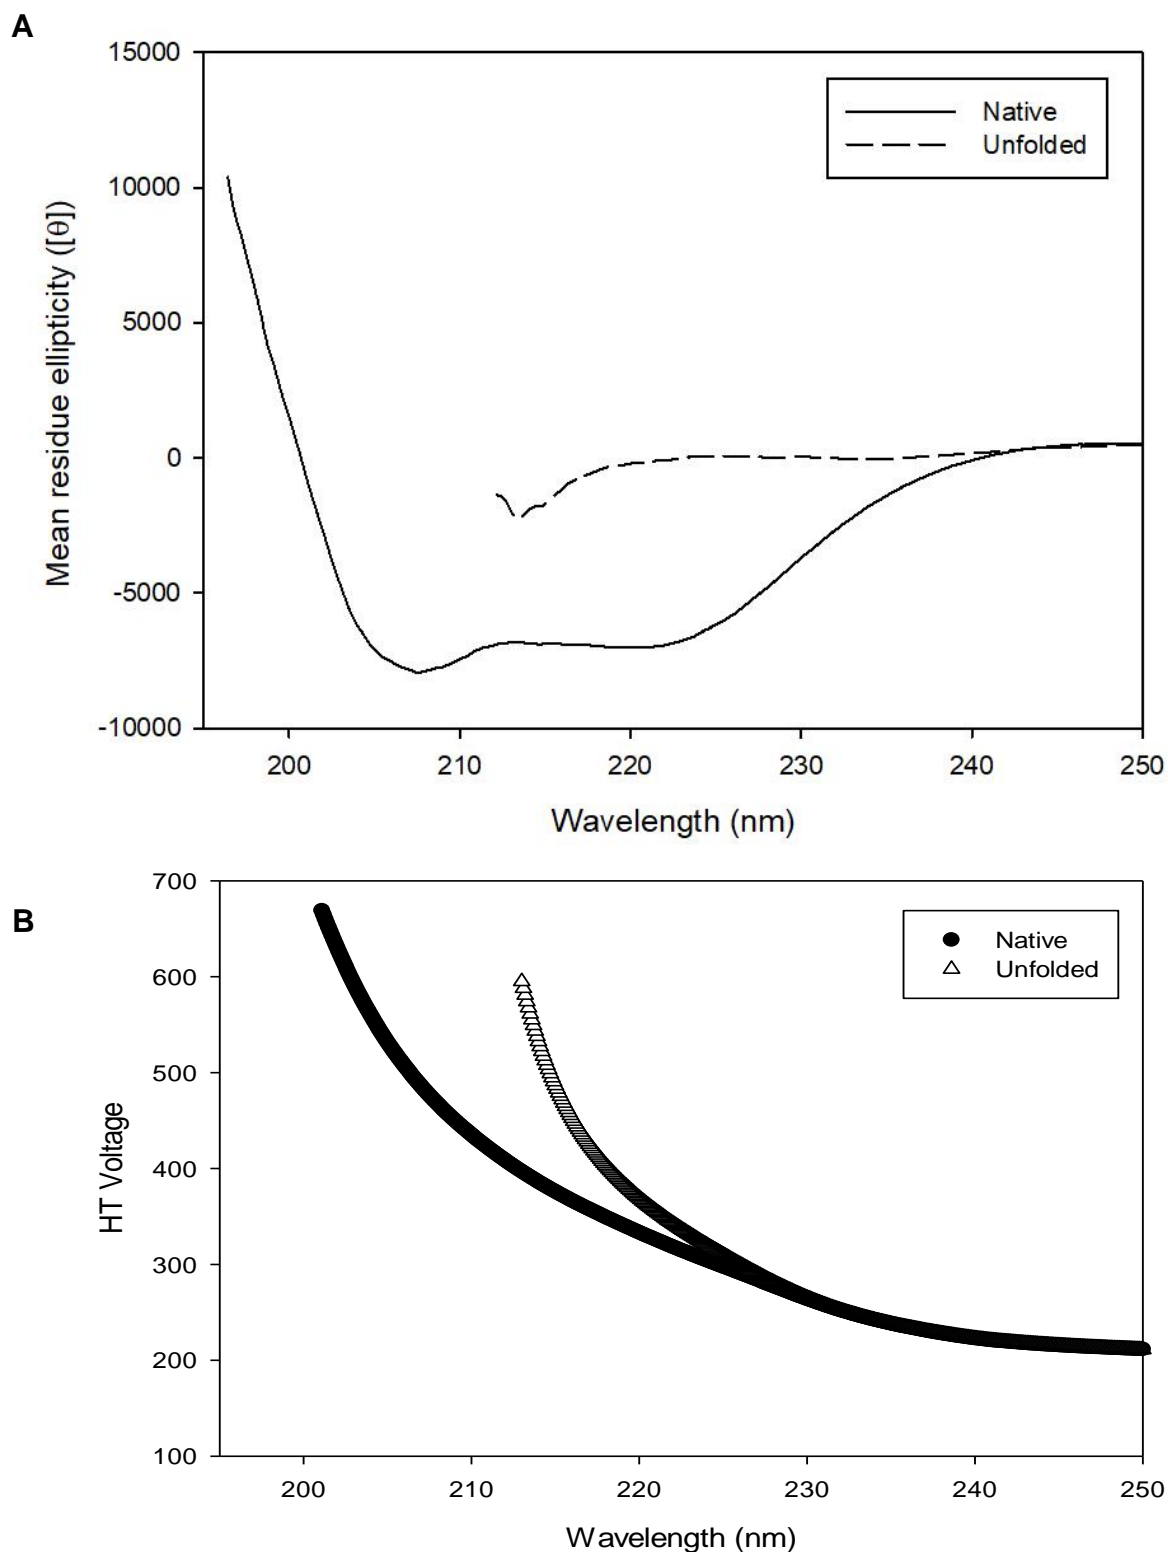 A
15000
10000
5000
0
-5000
-10000
Mean residue ellipticity ([θ])
Native
Unfolded
200 210 220 230 240 250
Wavelength (nm)
B
700
600
500
400
300
200
100
HT Voltage
Native
Unfolded
200 210 220 230 240 250
Wavelength (nm)